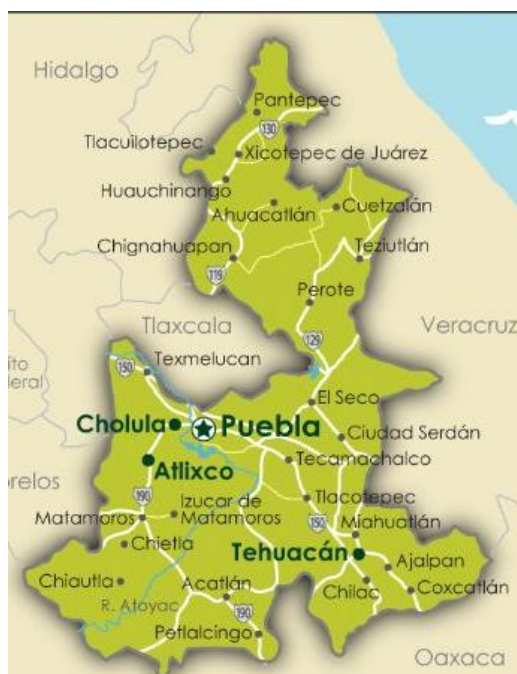 Hidalgo
Pantepec
130
Tlacuilotepec
Xicotepec de Juárez
Huauchinango
Ahuacatlán
Cuetzalán
Chignahuapan
Teziutlán
119
Perote
Tlaxcala
Veracruz
129
ito
eral
150
Texmelucan
El Seco
Cholula
Puebla
Ciudad Serdán
Atlixco
Tecamachalco
relos
190
Izucar de
Matamoros
Matamoros
Tlacotepec
150
Miahuatlán
Chietla
Tehuacán
Ajalpan
Chiautla
Acatlán
Chilac
Coxcatlán
R. Atoyac
190
Petlalcingo
Oaxaca